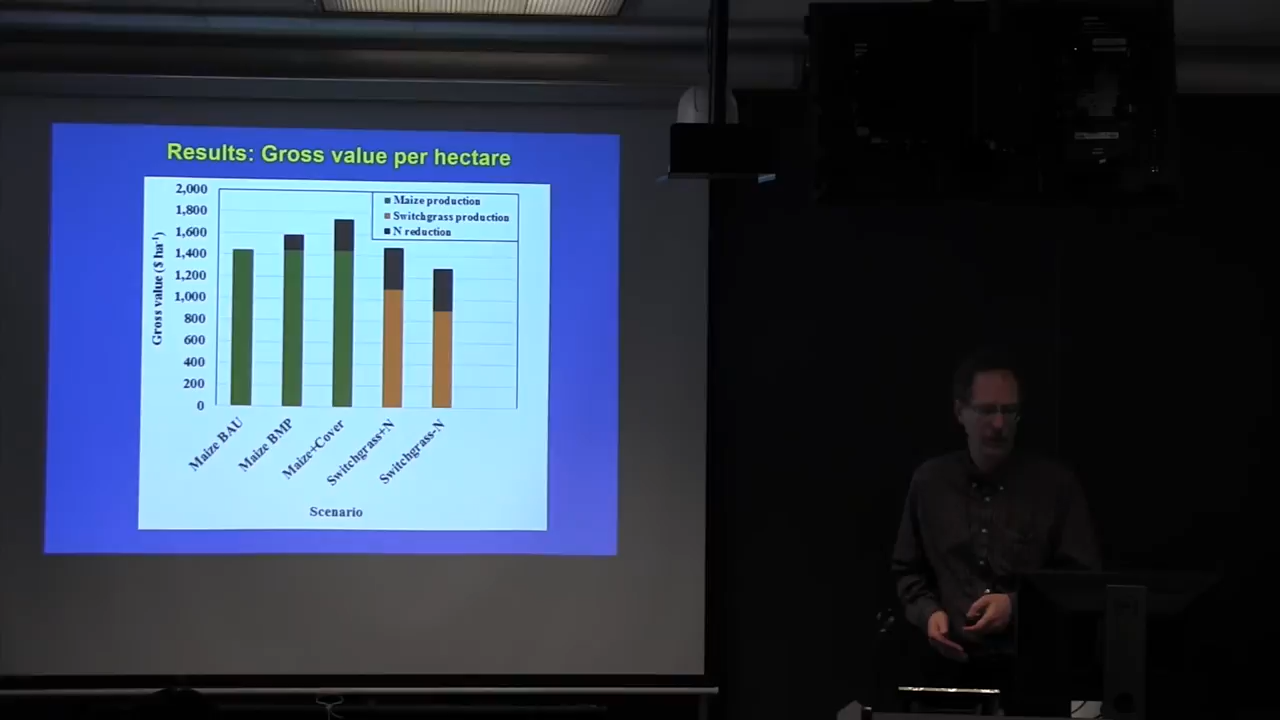 Results: Gross value per hectare
2,000
1,800
1,600
1,400
1,200
1,000
800
600
400
200
0
Gross value ($ ha⁻¹)
Maize production
Switchgrass production
N reduction
Maize BAU
Maize BMP
Maize+Cover
Switchgrass+N
Switchgrass-N
Scenario